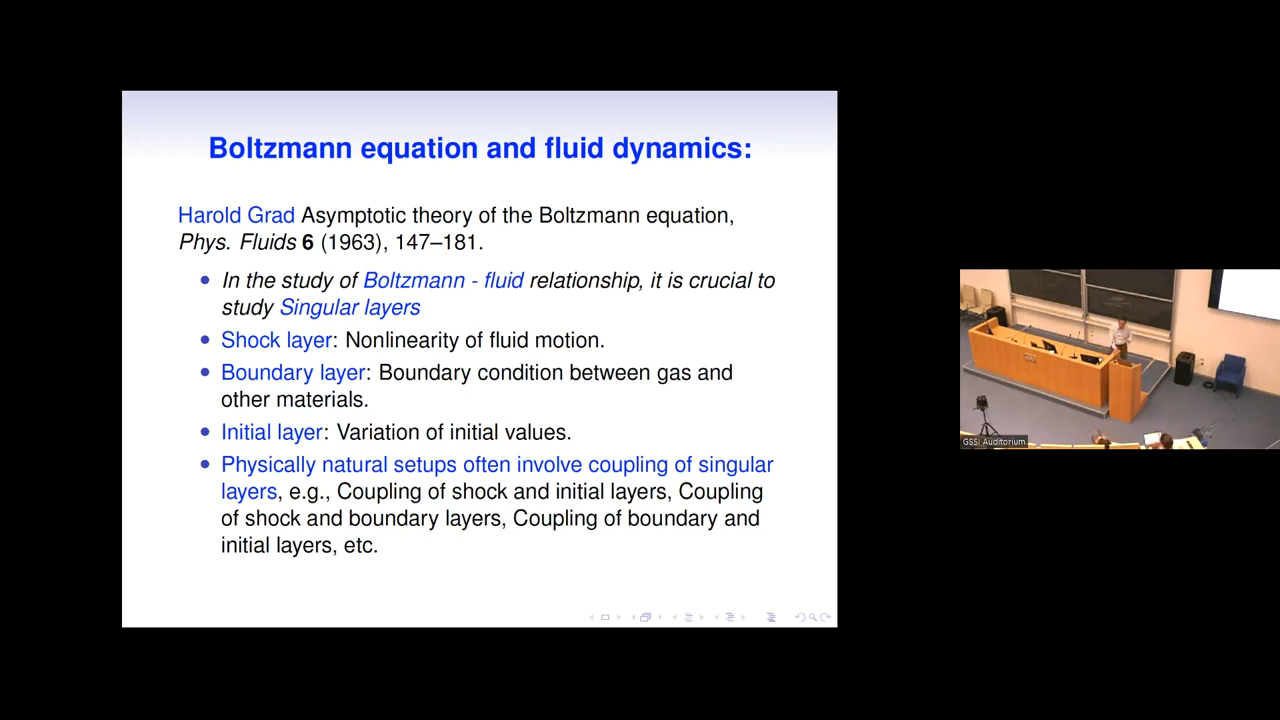 Boltzmann equation and fluid dynamics:
Harold Grad Asymptotic theory of the Boltzmann equation,
Phys. Fluids 6 (1963), 147–181.
• In the study of Boltzmann - fluid relationship, it is crucial to
study Singular layers
• Shock layer: Nonlinearity of fluid motion.
• Boundary layer: Boundary condition between gas and
other materials.
• Initial layer: Variation of initial values.
• Physically natural setups often involve coupling of singular
layers, e.g., Coupling of shock and initial layers, Coupling
of shock and boundary layers, Coupling of boundary and
initial layers, etc.
GSSI Auditorium